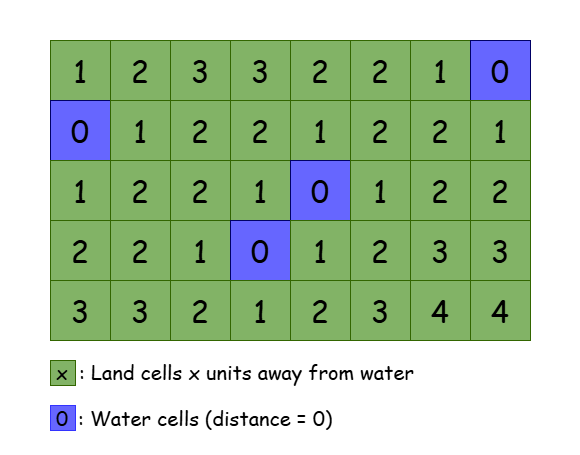 1 2 3 3 2 2 1 0
0 1 2 2 1 2 2 1
1 2 2 1 0 1 2 2
2 2 1 0 1 2 3 3
3 3 2 1 2 3 4 4
x : Land cells x units away from water
0 : Water cells (distance = 0)